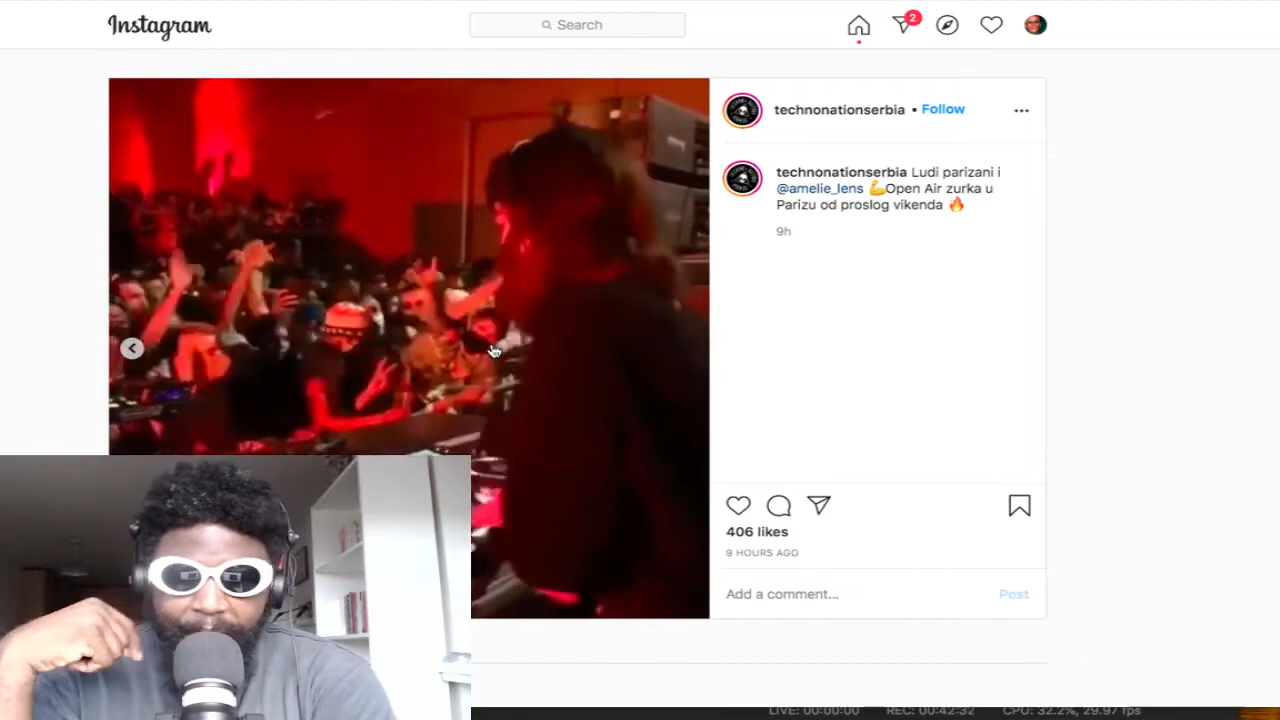 Instagram
Search
2
technonationserbia • Follow
technonationserbia Ludi parizani i
@amelie_lens 💪Open Air zurka u
Parizu od proslog vikenda 🔥
9h
406 likes
9 HOURS AGO
Add a comment... Post
LIVE: 00:00:00 REC: 00:42:32 CPU: 32.2%, 29.97 fps